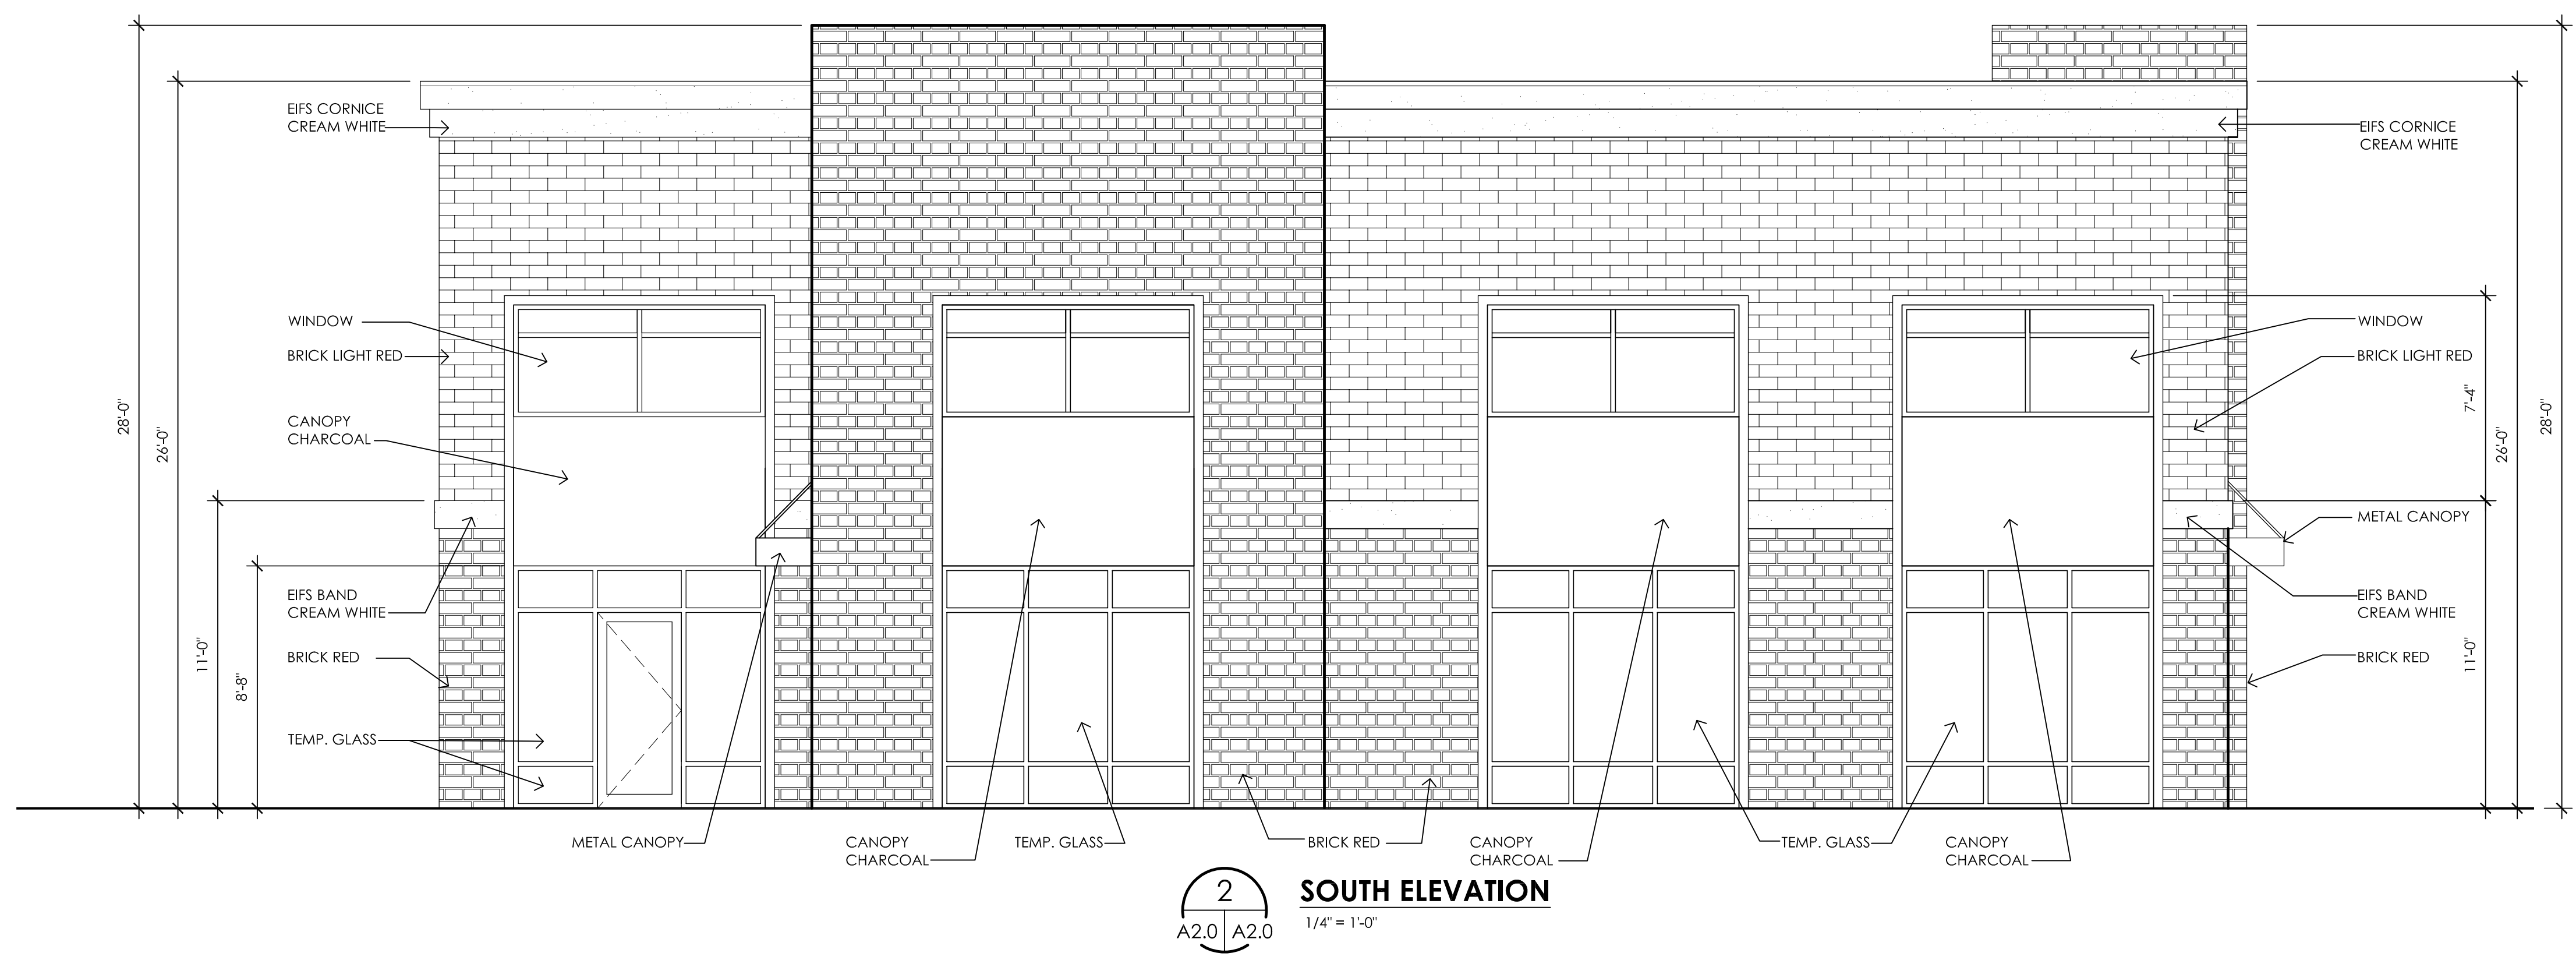 EIFS CORNICE
CREAM WHITE
WINDOW
BRICK LIGHT RED
CANOPY
CHARCOAL
28'-0"
26'-0"
11'-0"
8'-8"
EIFS BAND
CREAM WHITE
BRICK RED
TEMP. GLASS
EIFS CORNICE
CREAM WHITE
WINDOW
BRICK LIGHT RED
7'-4"
26'-0"
28'-0"
METAL CANOPY
EIFS BAND
CREAM WHITE
11'-0"
BRICK RED
METAL CANOPY
CANOPY
CHARCOAL
TEMP. GLASS
BRICK RED
CANOPY
CHARCOAL
TEMP. GLASS
CANOPY
CHARCOAL
2
A2.0 A2.0
SOUTH ELEVATION
1/4" = 1'-0"